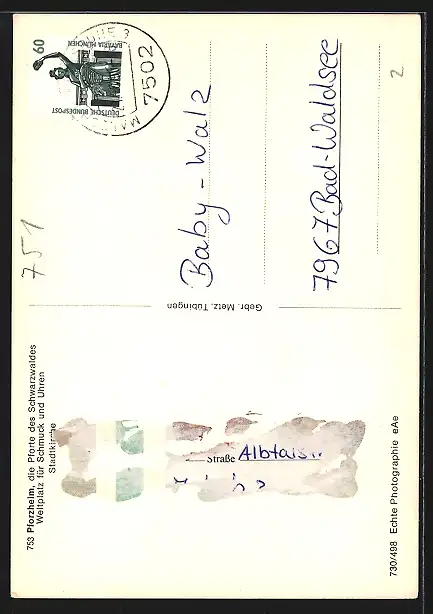 753 Pforzheim, die Pforte des Schwarzwaldes
Weltplatz für Schmuck und Uhren
Stadtkirche
Straße
730/498 Echte Photographie eAe
Gebr. Metz, Tübingen
751
60
BAVARIA MÜNCHEN
DEUTSCHE BUNDESPOST
7502
Baby-Walz
7967 Bad-Waldsee
2